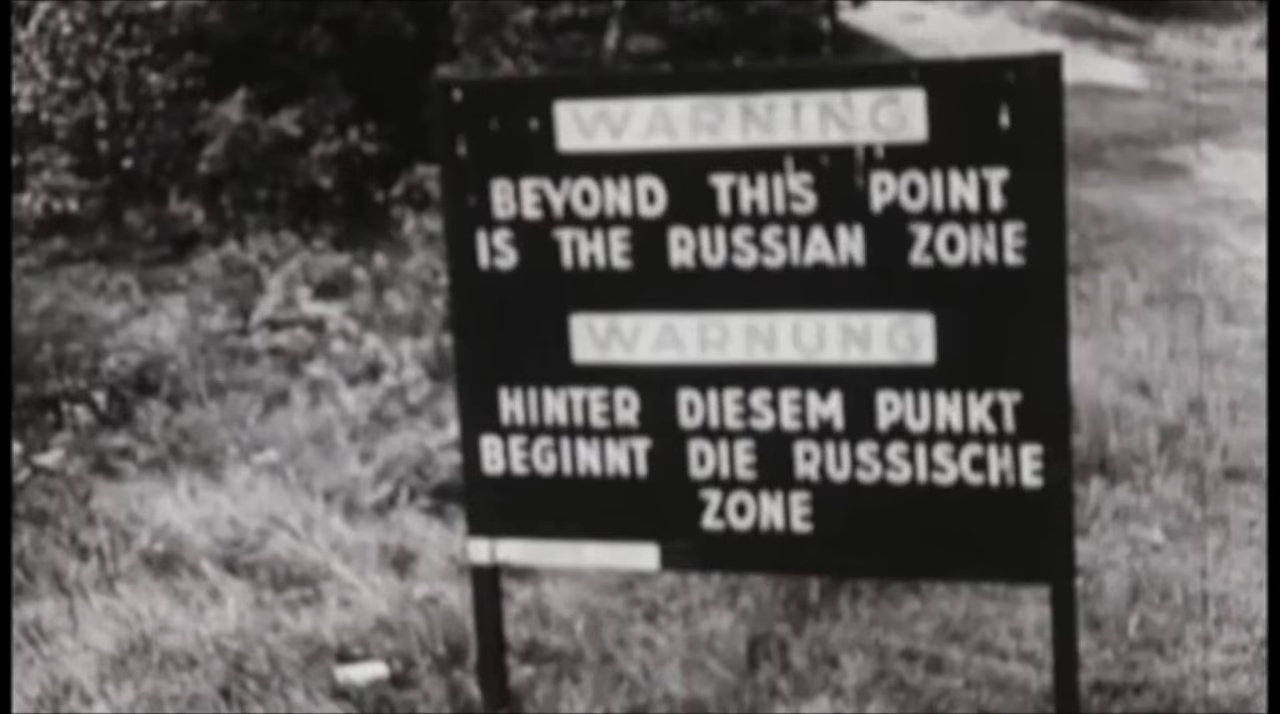 WARNING
BEYOND THIS POINT
IS THE RUSSIAN ZONE
WARNUNG
HINTER DIESEM PUNKT
BEGINNT DIE RUSSISCHE
ZONE